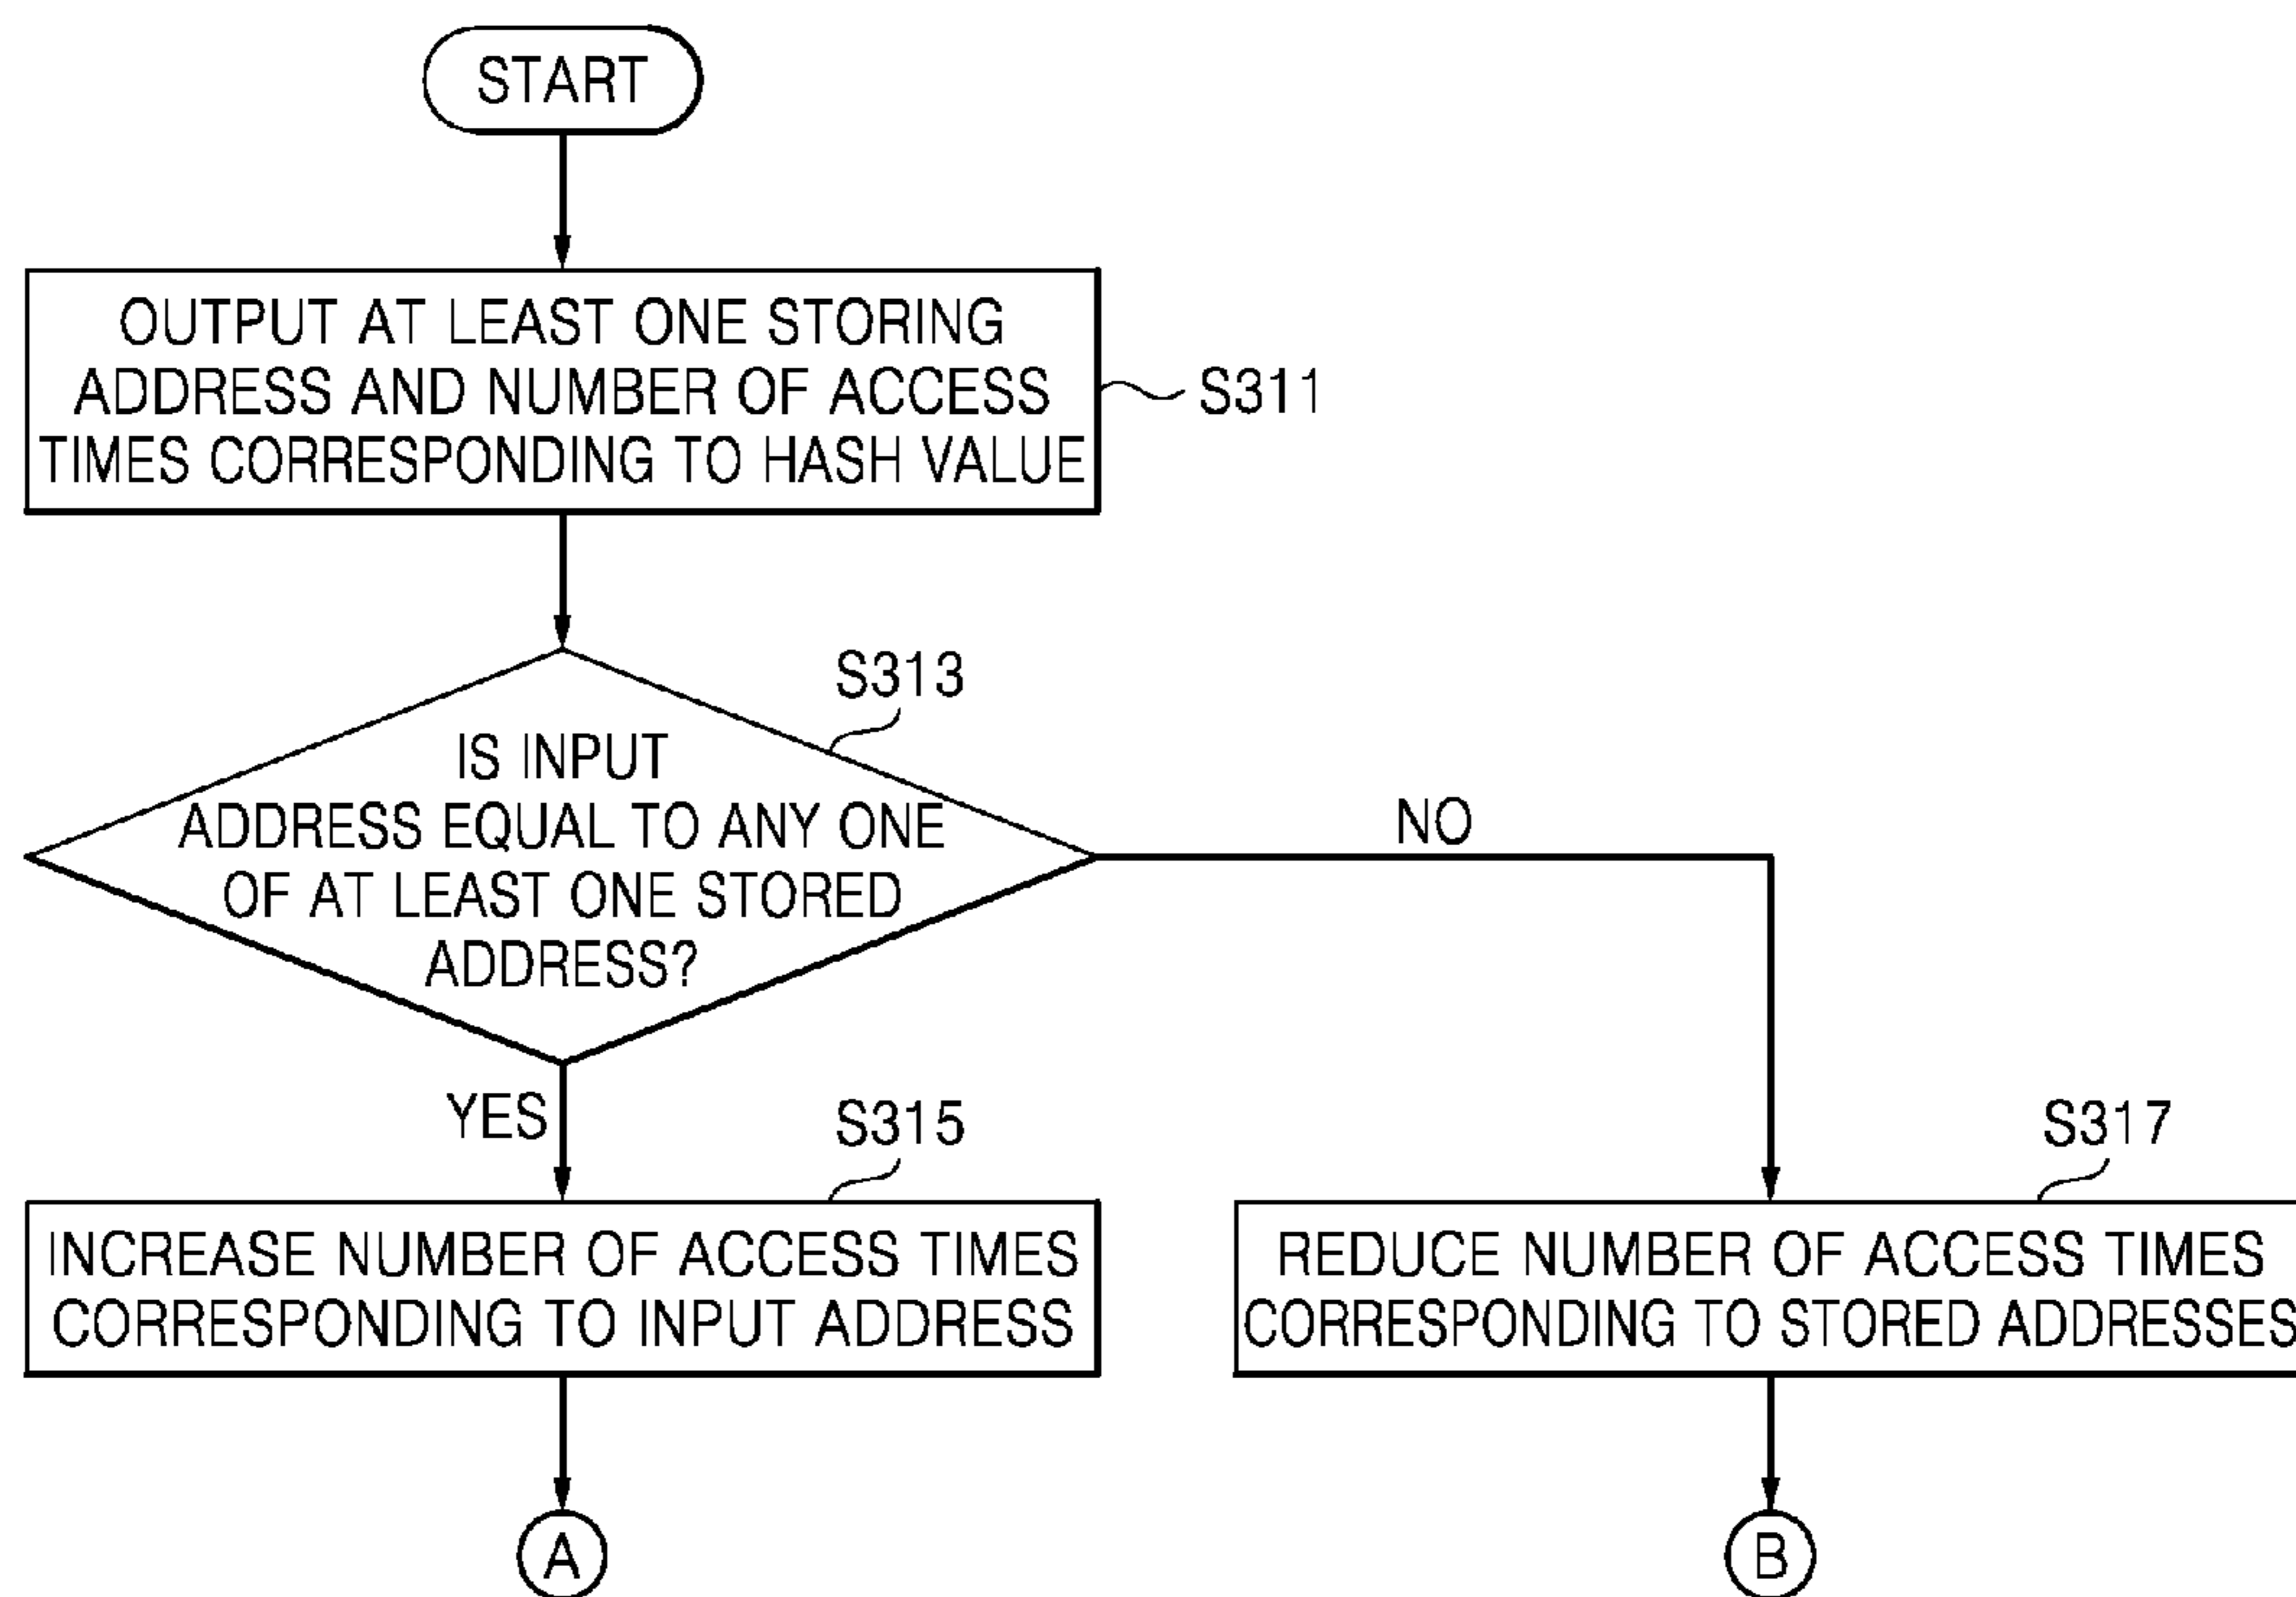 START
OUTPUT AT LEAST ONE STORING
ADDRESS AND NUMBER OF ACCESS
TIMES CORRESPONDING TO HASH VALUE
S311
S313
IS INPUT
ADDRESS EQUAL TO ANY ONE
OF AT LEAST ONE STORED
ADDRESS?
NO
YES
S315
INCREASE NUMBER OF ACCESS TIMES
CORRESPONDING TO INPUT ADDRESS
S317
REDUCE NUMBER OF ACCESS TIMES
CORRESPONDING TO STORED ADDRESSES
A
B